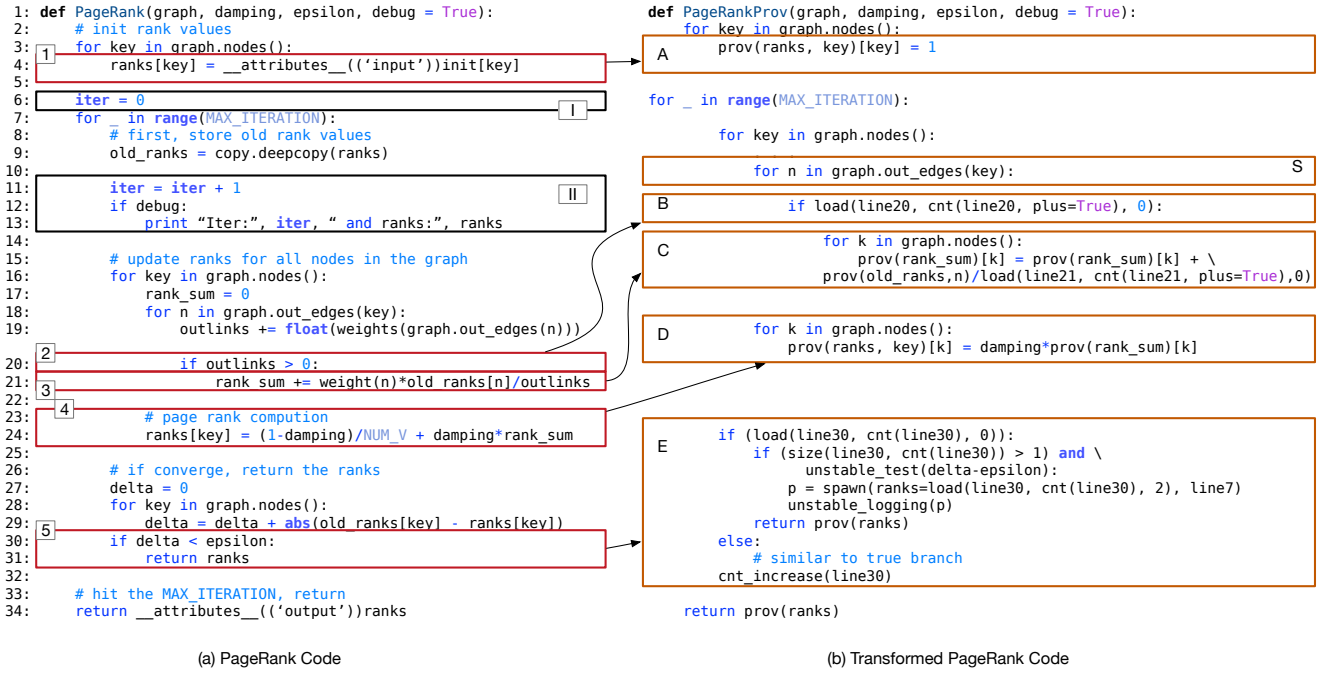 1: def PageRank(graph, damping, epsilon, debug = True):
2: # init rank values
3: for key in graph.nodes():
1
4: ranks[key] = __attributes__(('input'))init[key]
5:
6: iter = 0
I
7: for _ in range(MAX_ITERATION):
8: # first, store old rank values
9: old_ranks = copy.deepcopy(ranks)
10:
11: iter = iter + 1
II
12: if debug:
13: print “Iter:”, iter, “ and ranks:”, ranks
14:
15: # update ranks for all nodes in the graph
16: for key in graph.nodes():
17: rank_sum = 0
18: for n in graph.out_edges(key):
19: outlinks += float(weights(graph.out_edges(n)))
2
20: if outlinks > 0:
21: rank_sum += weight(n)*old_ranks[n]/outlinks
3
22:
4
23: # page rank compution
24: ranks[key] = (1-damping)/NUM_V + damping*rank_sum
25:
26: # if converge, return the ranks
27: delta = 0
28: for key in graph.nodes():
29: delta = delta + abs(old_ranks[key] - ranks[key])
5
30: if delta < epsilon:
31: return ranks
32:
33: # hit the MAX_ITERATION, return
34: return __attributes__(('output'))ranks
(a) PageRank Code
def PageRankProv(graph, damping, epsilon, debug = True):
for key in graph.nodes():
A
prov(ranks, key)[key] = 1
for _ in range(MAX_ITERATION):
for key in graph.nodes():
for n in graph.out_edges(key):
S
B
if load(line20, cnt(line20, plus=True), 0):
C
for k in graph.nodes():
prov(rank_sum)[k] = prov(rank_sum)[k] + \
prov(old_ranks,n)/load(line21, cnt(line21, plus=True),0)
D
for k in graph.nodes():
prov(ranks, key)[k] = damping*prov(rank_sum)[k]
E
if (load(line30, cnt(line30), 0)):
if (size(line30, cnt(line30)) > 1) and \
unstable_test(delta-epsilon):
p = spawn(ranks=load(line30, cnt(line30), 2), line7)
unstable_logging(p)
return prov(ranks)
else:
# similar to true branch
cnt_increase(line30)
return prov(ranks)
(b) Transformed PageRank Code